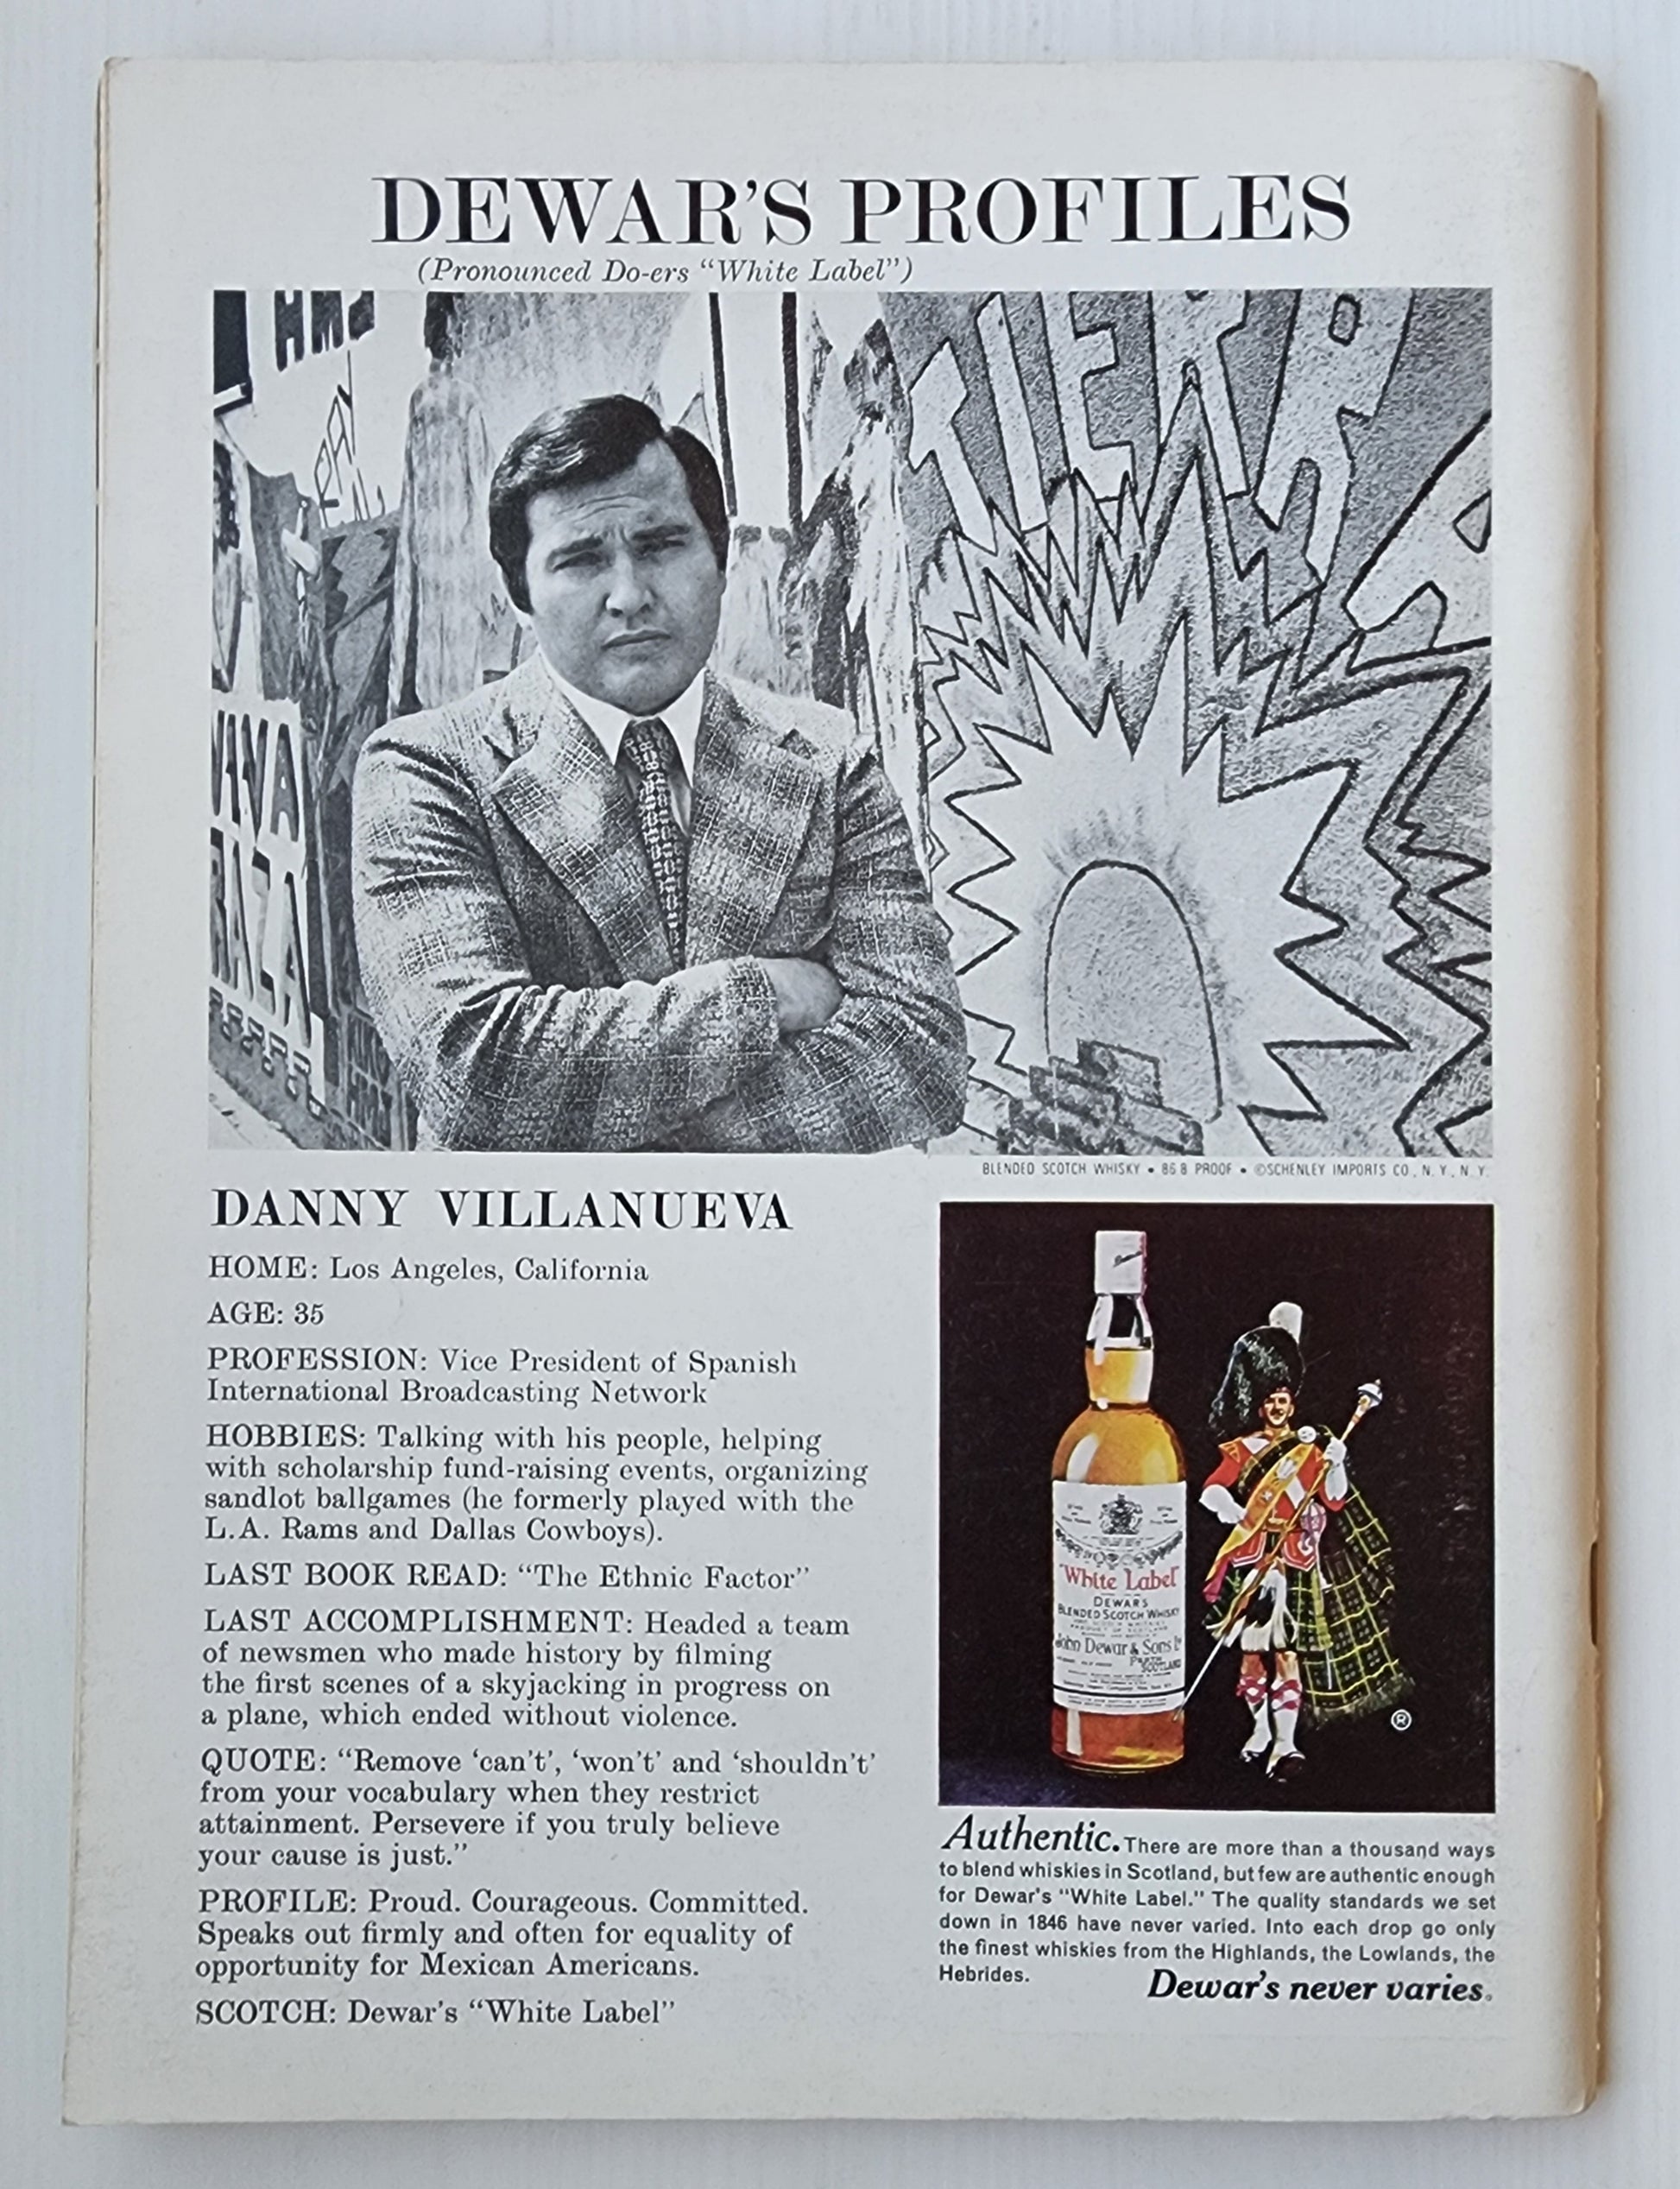 DEWAR'S PROFILES
(Pronounced Do-ers “White Label”)
TIERRA
VIVA
RAZA
BLENDED SCOTCH WHISKY • 86.8 PROOF • ©SCHENLEY IMPORTS CO., N. Y., N. Y.
DANNY VILLANUEVA
HOME: Los Angeles, California
AGE: 35
PROFESSION: Vice President of Spanish
International Broadcasting Network
HOBBIES: Talking with his people, helping
with scholarship fund-raising events, organizing
sandlot ballgames (he formerly played with the
L.A. Rams and Dallas Cowboys).
LAST BOOK READ: “The Ethnic Factor”
LAST ACCOMPLISHMENT: Headed a team
of newsmen who made history by filming
the first scenes of a skyjacking in progress on
a plane, which ended without violence.
QUOTE: “Remove ‘can't’, ‘won't’ and ‘shouldn't’
from your vocabulary when they restrict
attainment. Persevere if you truly believe
your cause is just.”
PROFILE: Proud. Courageous. Committed.
Speaks out firmly and often for equality of
opportunity for Mexican Americans.
SCOTCH: Dewar's “White Label”
"White Label"
DEWAR'S
BLENDED SCOTCH WHISKY
John Dewar & Sons Ld
PERTH
SCOTLAND
®
Authentic. There are more than a thousand ways
to blend whiskies in Scotland, but few are authentic enough
for Dewar's "White Label." The quality standards we set
down in 1846 have never varied. Into each drop go only
the finest whiskies from the Highlands, the Lowlands, the
Hebrides.
Dewar's never varies.